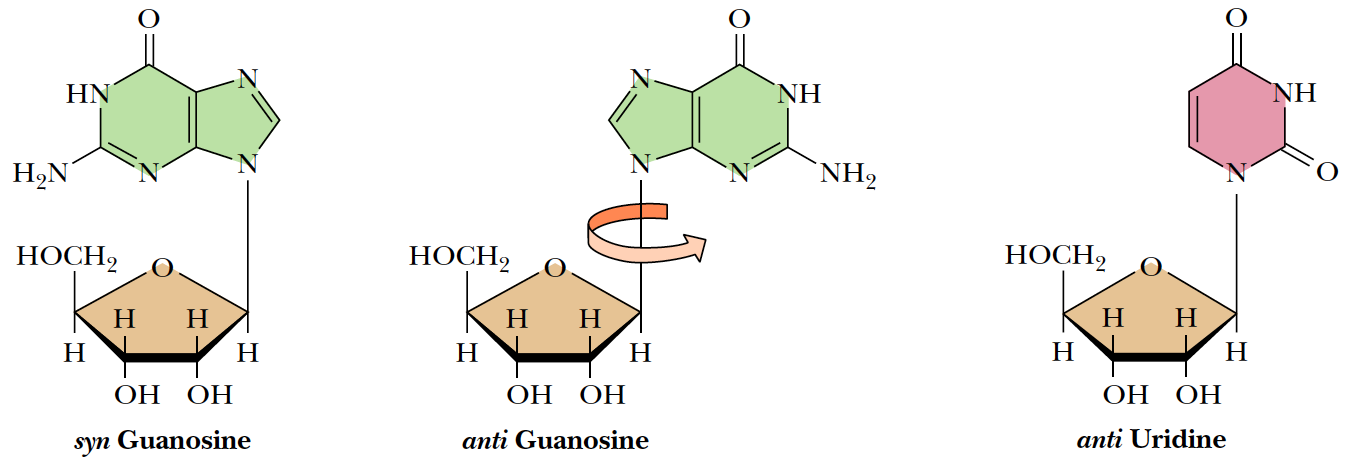 O
HN
N
H₂N
N
N
HOCH₂
O
H
H
H
H
OH
OH
syn Guanosine
O
N
NH
N
N
NH₂
HOCH₂
O
H
H
H
H
OH
OH
anti Guanosine
O
NH
N
O
HOCH₂
O
H
H
H
H
OH
OH
anti Uridine